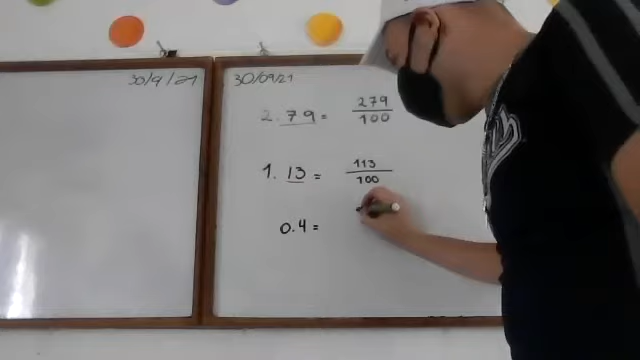 30/9/21
30/09/21
2.79 = 279/100
1.13 = 113/100
0.4 =